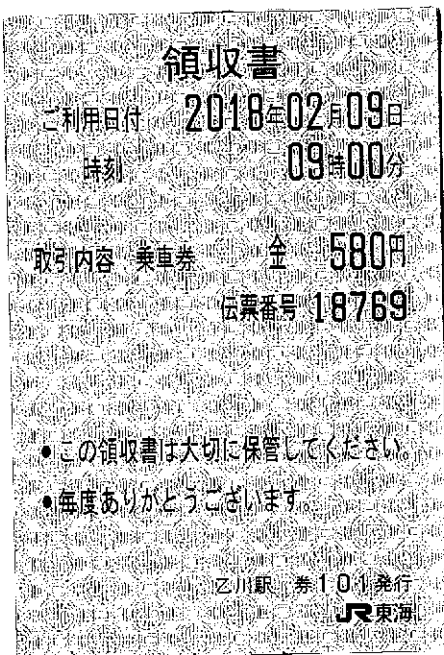 領収書
ご利用日付 2018年02月09日
時刻 09時00分
取引内容 乗車券 金 580円
伝票番号 18769
•この領収書は大切に保管してください。
•毎度ありがとうございます。
乙川駅 券101発行
JR東海